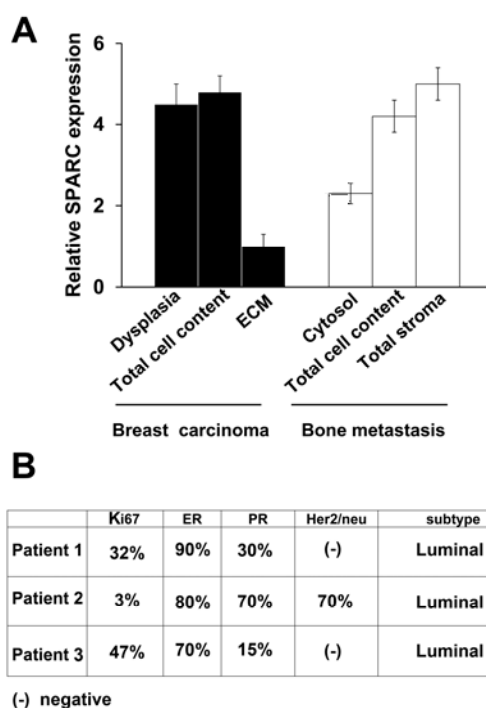 A
Relative SPARC expression
6
4
2
0
Dysplasia
Total cell content
ECM
Cytosol
Total cell content
Total stroma
Breast carcinoma
Bone metastasis
B
Ki67 ER PR Her2/neu subtype
Patient 1 32% 90% 30% (-) Luminal
Patient 2 3% 80% 70% 70% Luminal
Patient 3 47% 70% 15% (-) Luminal
(-) negative